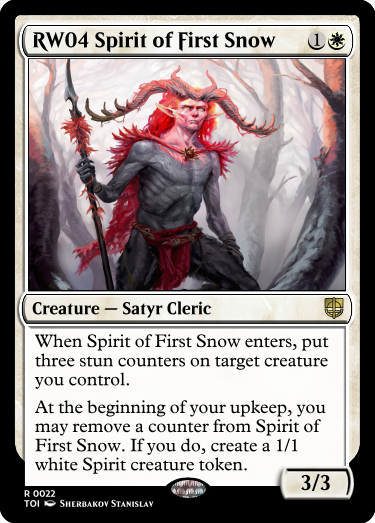 RW04 Spirit of First Snow 1
Creature — Satyr Cleric
When Spirit of First Snow enters, put
three stun counters on target creature
you control.
At the beginning of your upkeep, you
may remove a counter from Spirit of
First Snow. If you do, create a 1/1
white Spirit creature token.
3/3
R 0022
TOI Sherbakov Stanislav